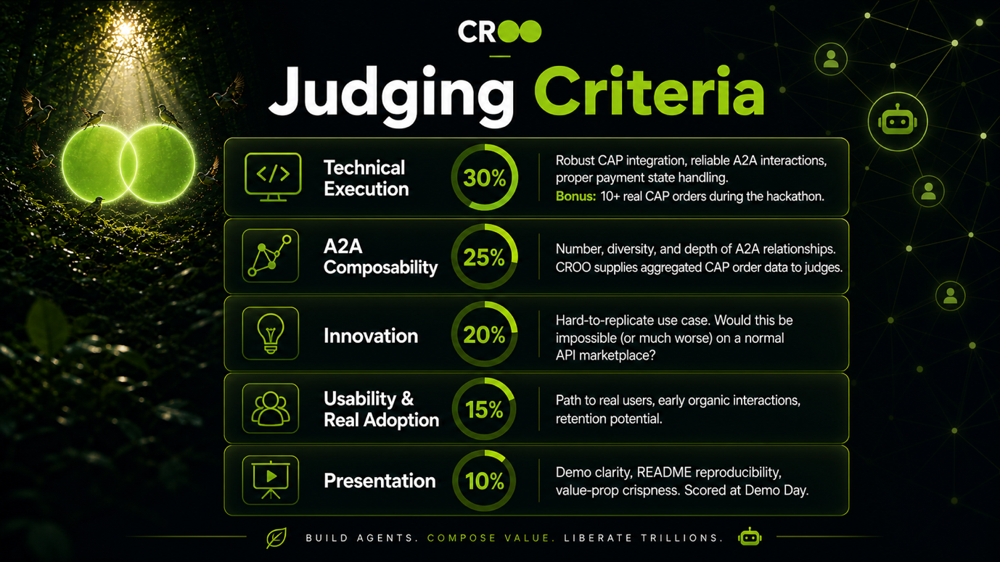 CROO
Judging Criteria
Technical
Execution
30%
Robust CAP integration, reliable A2A interactions,
proper payment state handling.
Bonus: 10+ real CAP orders during the hackathon.
A2A
Composability
25%
Number, diversity, and depth of A2A relationships.
CROO supplies aggregated CAP order data to judges.
Innovation
20%
Hard-to-replicate use case. Would this be
impossible (or much worse) on a normal
API marketplace?
Usability &
Real Adoption
15%
Path to real users, early organic interactions,
retention potential.
Presentation
10%
Demo clarity, README reproducibility,
value-prop crispness. Scored at Demo Day.
BUILD AGENTS. COMPOSE VALUE. LIBERATE TRILLIONS.